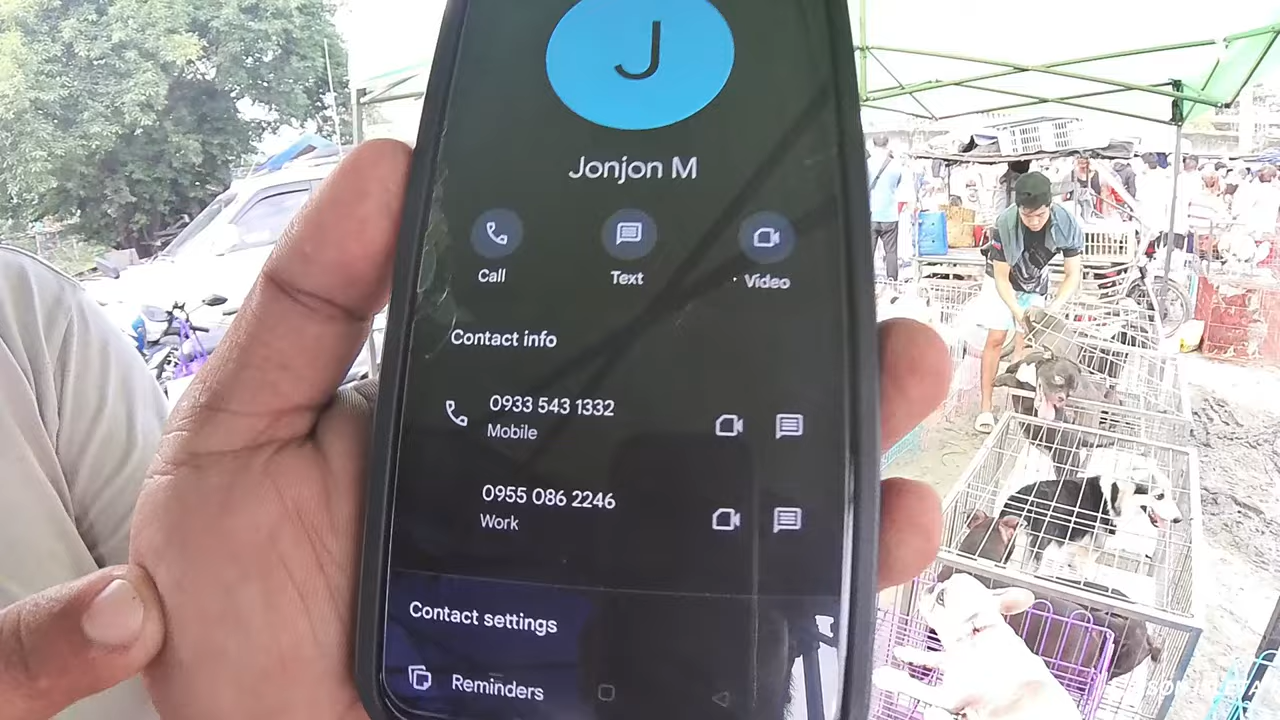 J
Jonjon M
Call
Text
Video
Contact info
0933 543 1332
Mobile
0955 086 2246
Work
Contact settings
Reminders